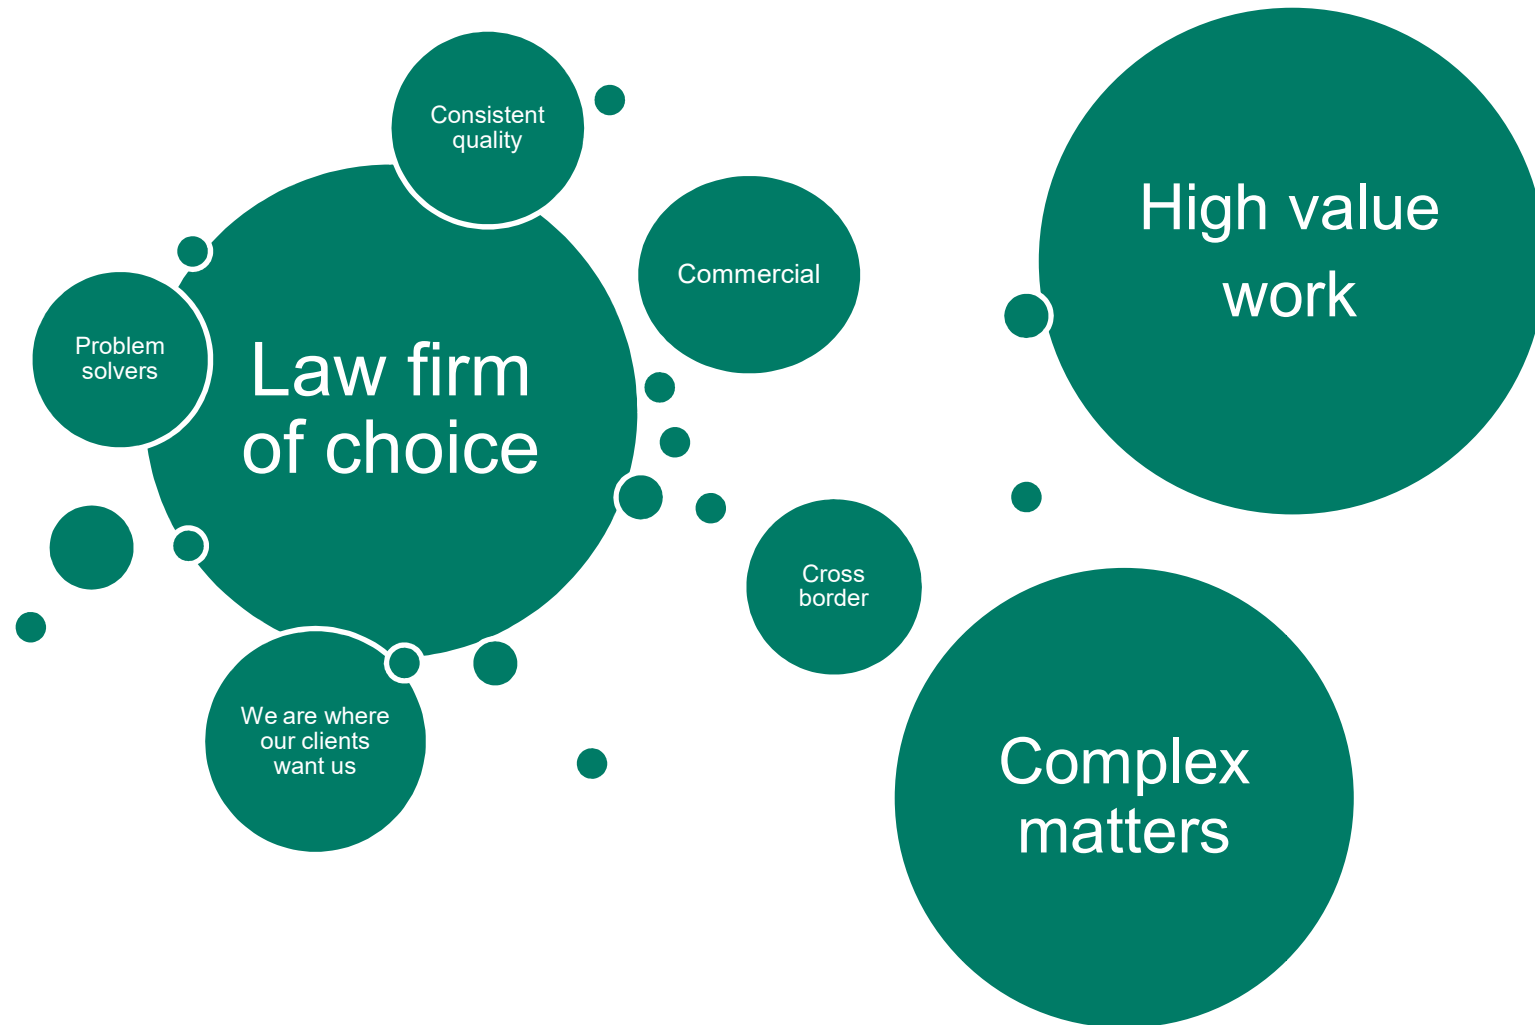 Consistent
quality
Commercial
High value
work
Problem
solvers
Law firm
of choice
Cross
border
We are where
our clients
want us
Complex
matters